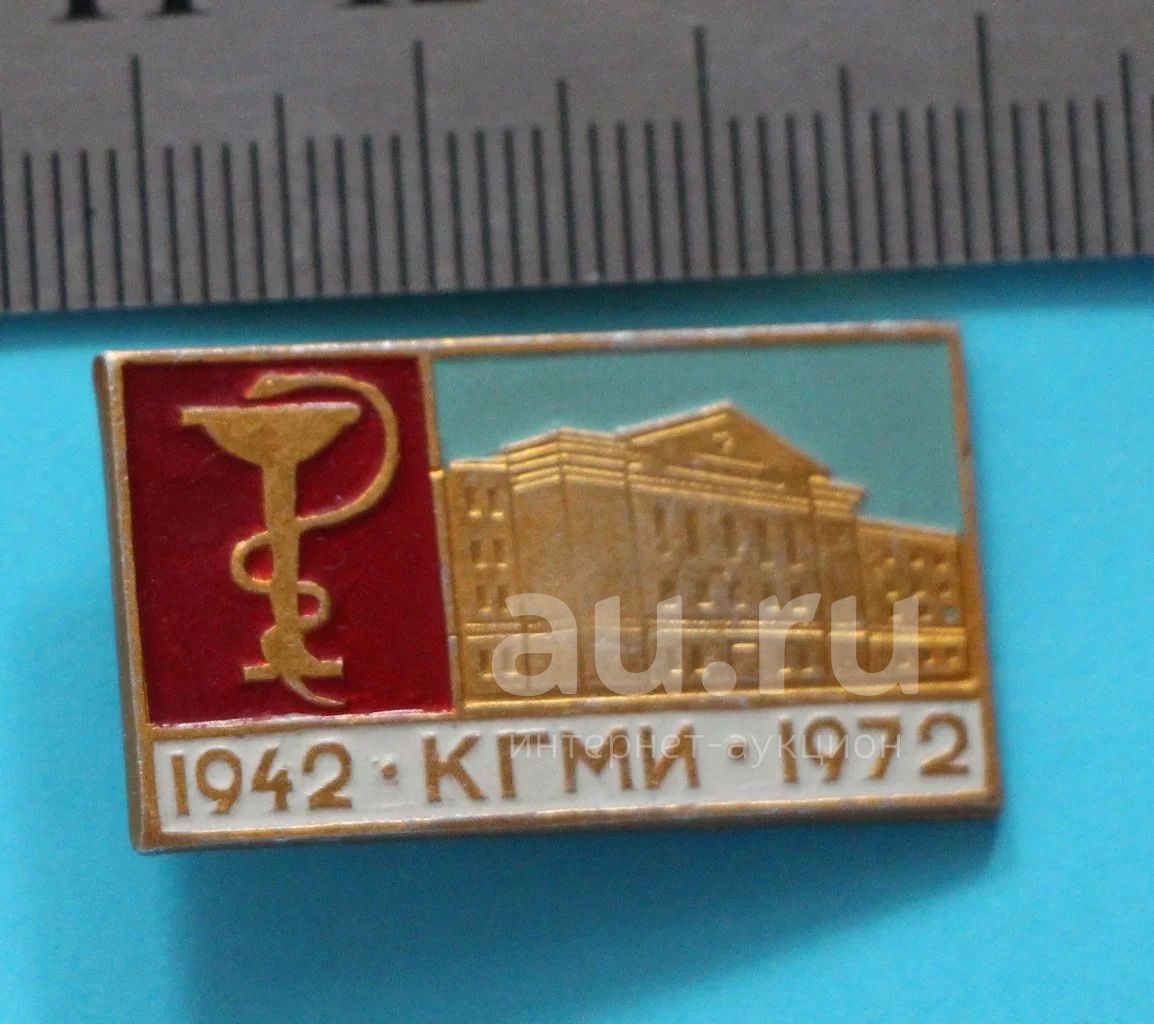 au.ru
интернет-аукцион
1942 · КГМИ · 1972